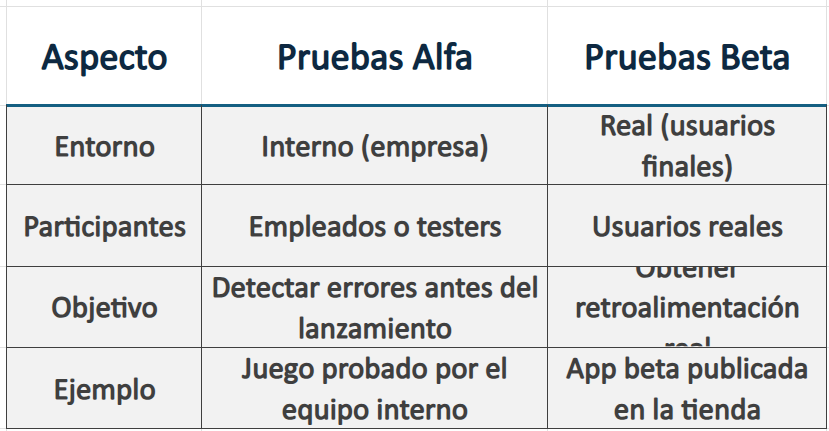 Aspecto Pruebas Alfa Pruebas Beta
Entorno Interno (empresa) Real (usuarios
finales)
Participantes Empleados o testers Usuarios reales
Objetivo Detectar errores antes del
lanzamiento Obtener
retroalimentación
real
Ejemplo Juego probado por el
equipo interno App beta publicada
en la tienda